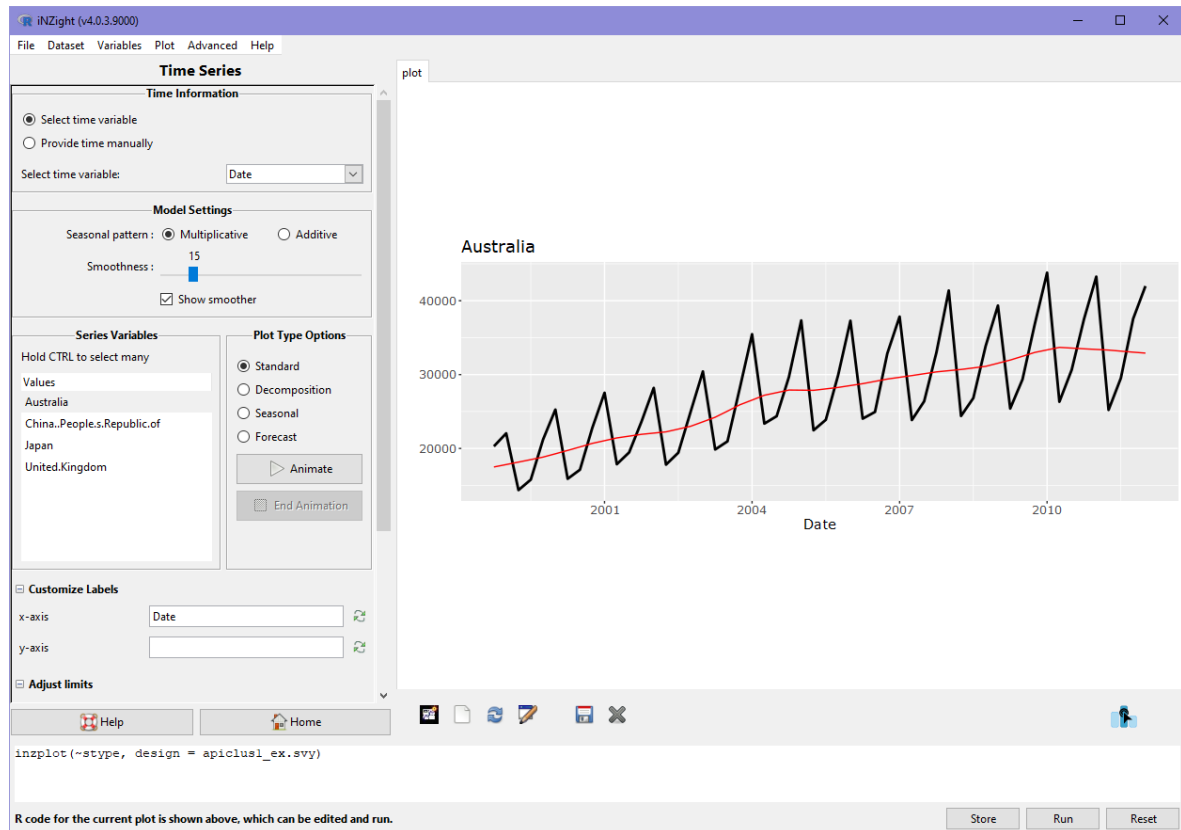 iNZight (v4.0.3.9000)
File Dataset Variables Plot Advanced Help
Time Series
Time Information
Select time variable
Provide time manually
Select time variable: Date
Model Settings
Seasonal pattern : Multiplicative Additive
15
Smoothness :
Show smoother
Series Variables
Hold CTRL to select many
Values
Australia
China..People.s.Republic.of
Japan
United.Kingdom
Plot Type Options
Standard
Decomposition
Seasonal
Forecast
Animate
End Animation
Customize Labels
x-axis Date
y-axis
Adjust limits
Help Home
plot
Australia
40000
30000
20000
2001 2004 2007 2010
Date
inzplot(~stype, design = apiclus1_ex.svy)
R code for the current plot is shown above, which can be edited and run.
Store Run Reset